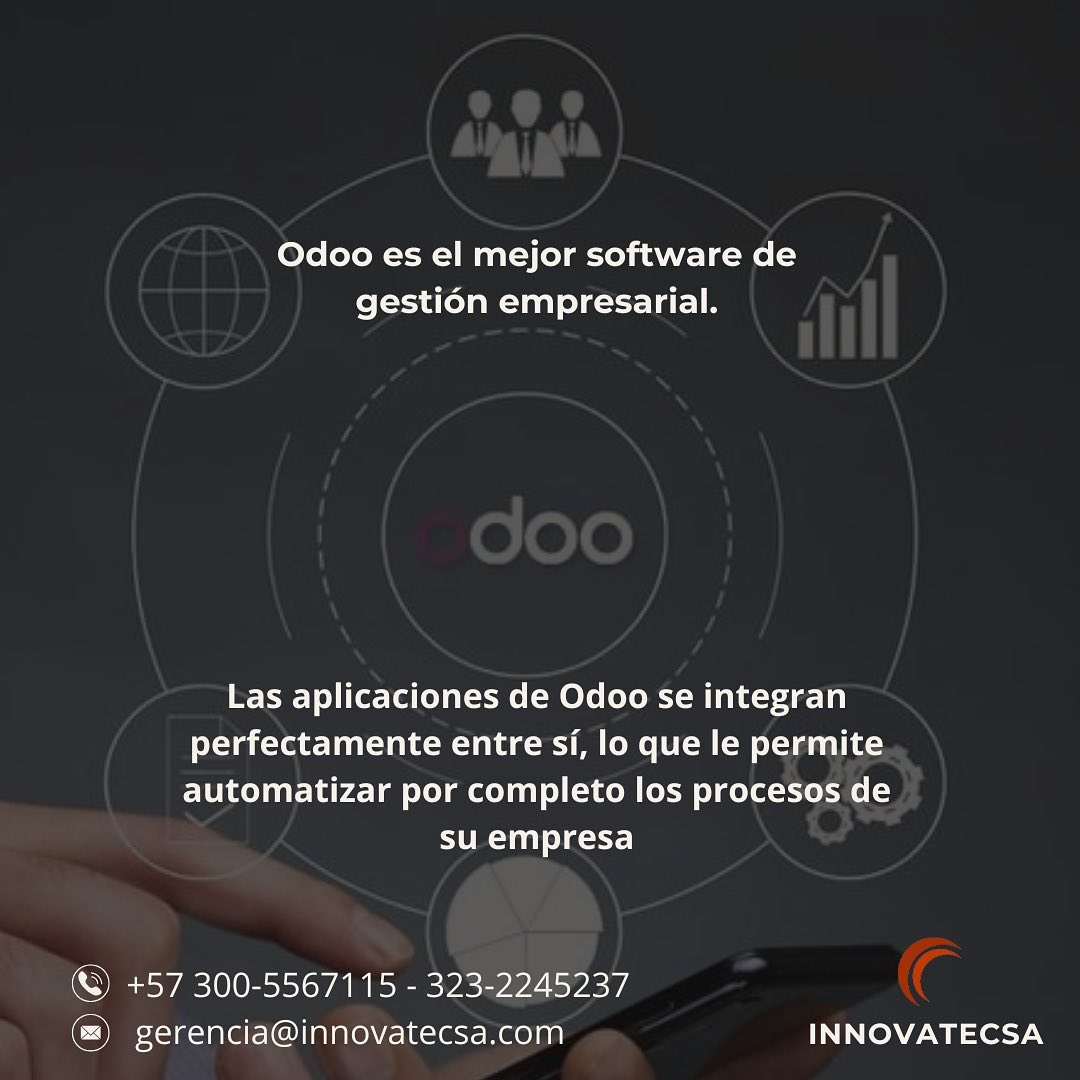 Odoo es el mejor software de
gestión empresarial.
odoo
Las aplicaciones de Odoo se integran
perfectamente entre sí, lo que le permite
automatizar por completo los procesos de
su empresa
+57 300-5567115 - 323-2245237
gerencia@innovatecsa.com
INNOVATECSA